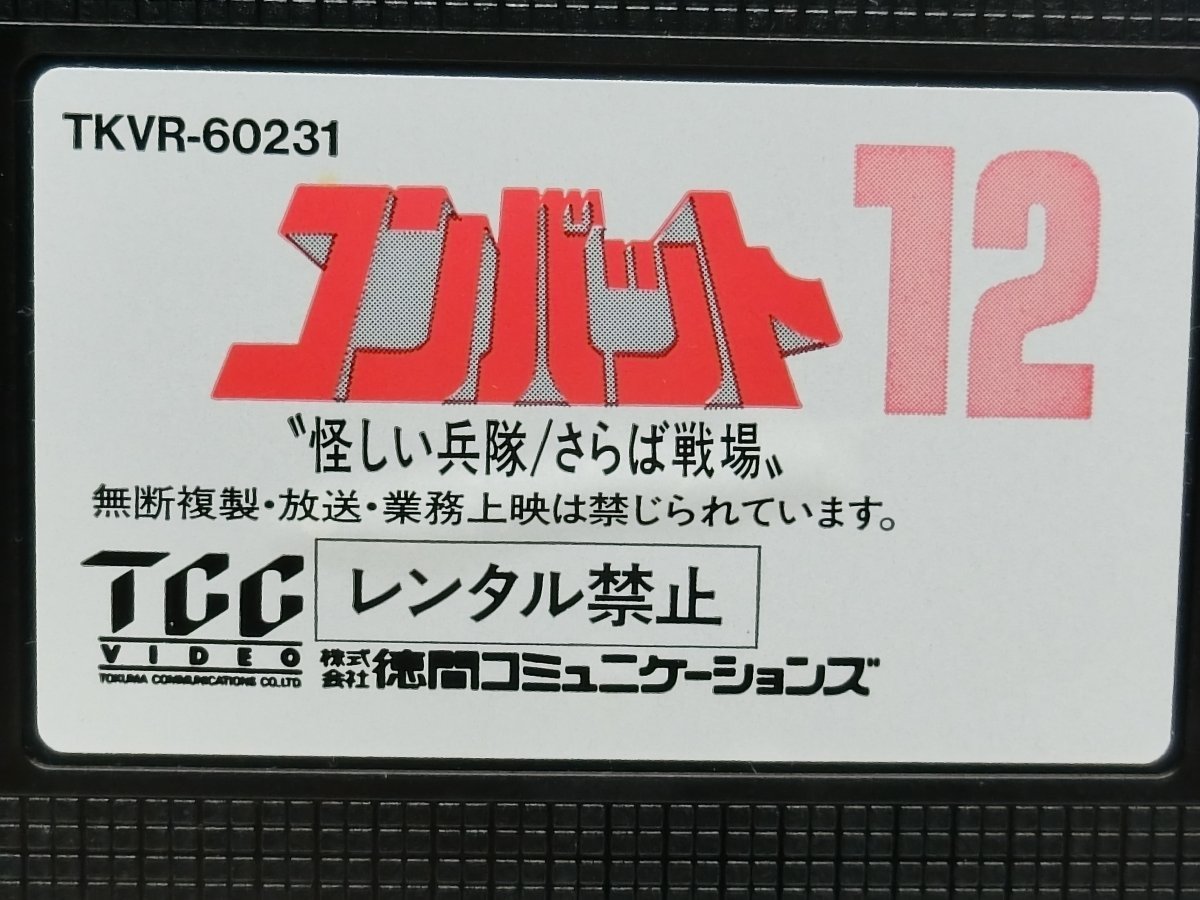 TKVR-60231
コンバット 12
〝怪しい兵隊/さらば戦場〟
無断複製・放送・業務上映は禁じられています。
TCC
VIDEO
TOKUMA COMMUNICATIONS CO.LTD
レンタル禁止
株式会社 徳間コミュニケーションズ